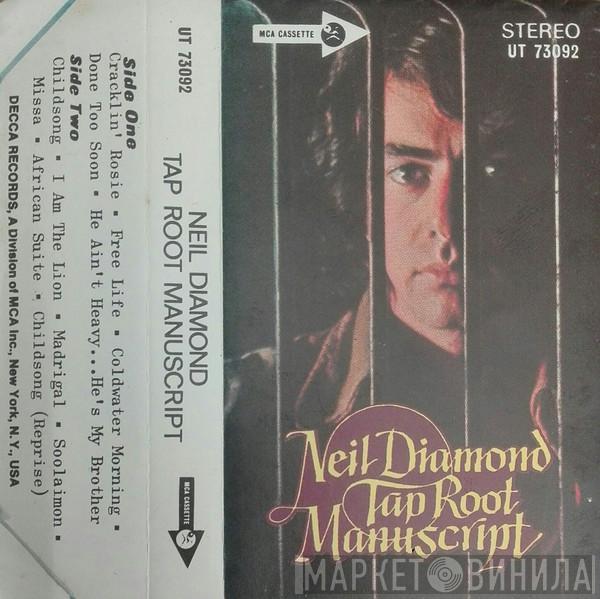 MCA CASSETTE
STEREO
UT 73092
Neil Diamond
Tap Root
Manuscript
UT 73092
NEIL DIAMOND
TAP ROOT MANUSCRIPT
MCA CASSETTE
Side One
Cracklin' Rosie • Free Life • Coldwater Morning •
Done Too Soon • He Ain't Heavy...He's My Brother
Side Two
Childsong • I Am The Lion • Madrigal • Soolaimon •
Missa • African Suite • Childsong (Reprise)
DECCA RECORDS, A Division of MCA Inc., New York, N.Y., USA
МАРКЕТ ВИНИЛА